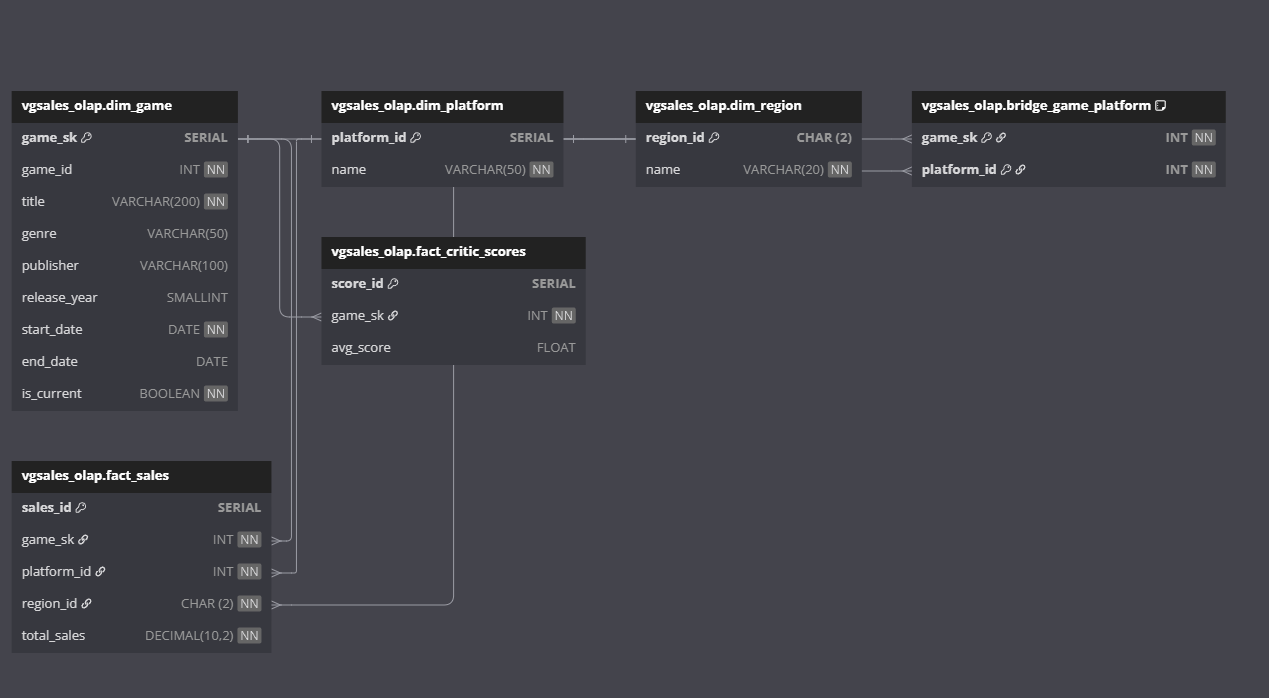 vgsales_olap.dim_game
game_sk SERIAL
game_id INT NN
title VARCHAR(200) NN
genre VARCHAR(50)
publisher VARCHAR(100)
release_year SMALLINT
start_date DATE NN
end_date DATE
is_current BOOLEAN NN
vgsales_olap.dim_platform
platform_id SERIAL
name VARCHAR(50) NN
vgsales_olap.dim_region
region_id CHAR (2)
name VARCHAR(20) NN
vgsales_olap.bridge_game_platform
game_sk INT NN
platform_id INT NN
vgsales_olap.fact_critic_scores
score_id SERIAL
game_sk INT NN
avg_score FLOAT
vgsales_olap.fact_sales
sales_id SERIAL
game_sk INT NN
platform_id INT NN
region_id CHAR (2) NN
total_sales DECIMAL(10,2) NN